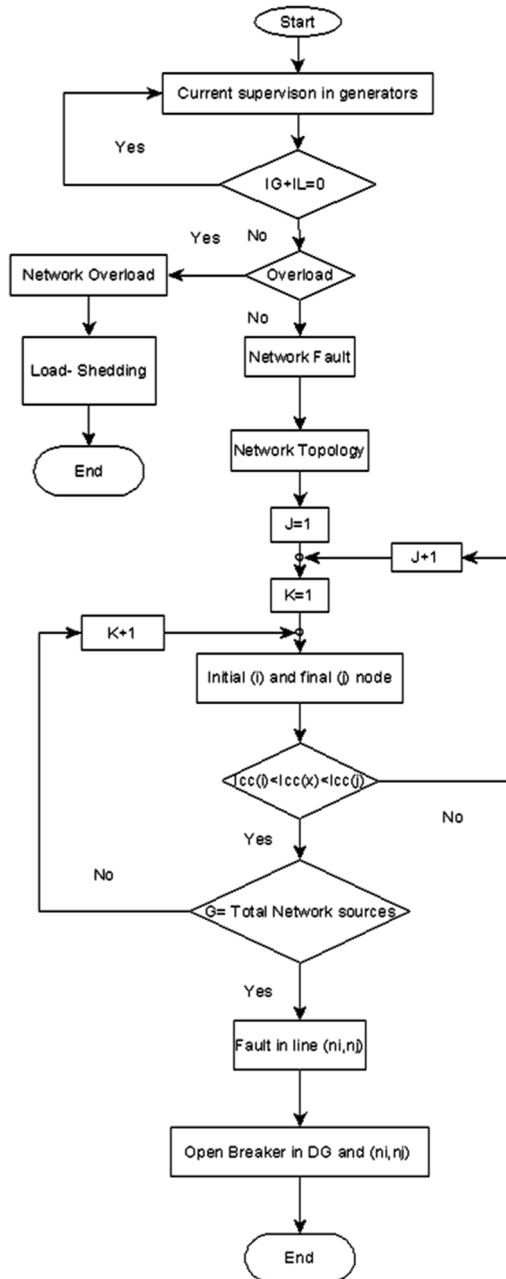 Start
Current supervison in generators
Yes
IG+IL=0
Yes
No
Network Overload
Overload
No
Load- Shedding
Network Fault
End
Network Topology
J=1
J+1
K=1
K+1
Initial (i) and final (j) node
Icc(i)<Icc(x)<Icc(j)
No
Yes
No
G= Total Network sources
Yes
Fault in line (ni,nj)
Open Breaker in DG and (ni,nj)
End